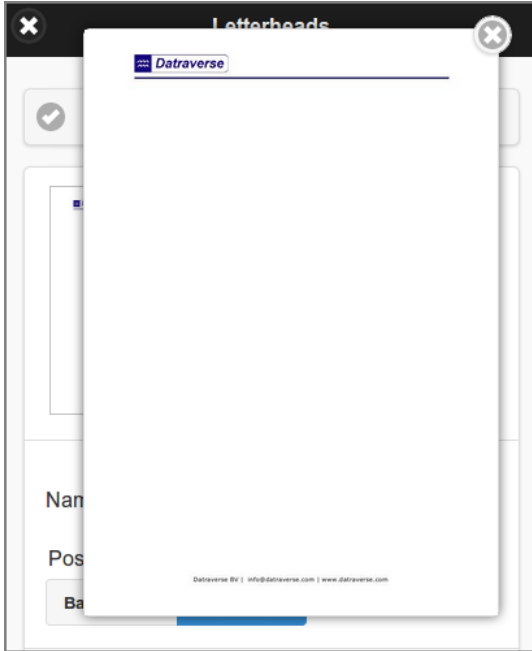 Letterheads
Datraverse
Nam
Pos
Ba
Datraverse BV | info@datraverse.com | www.datraverse.com